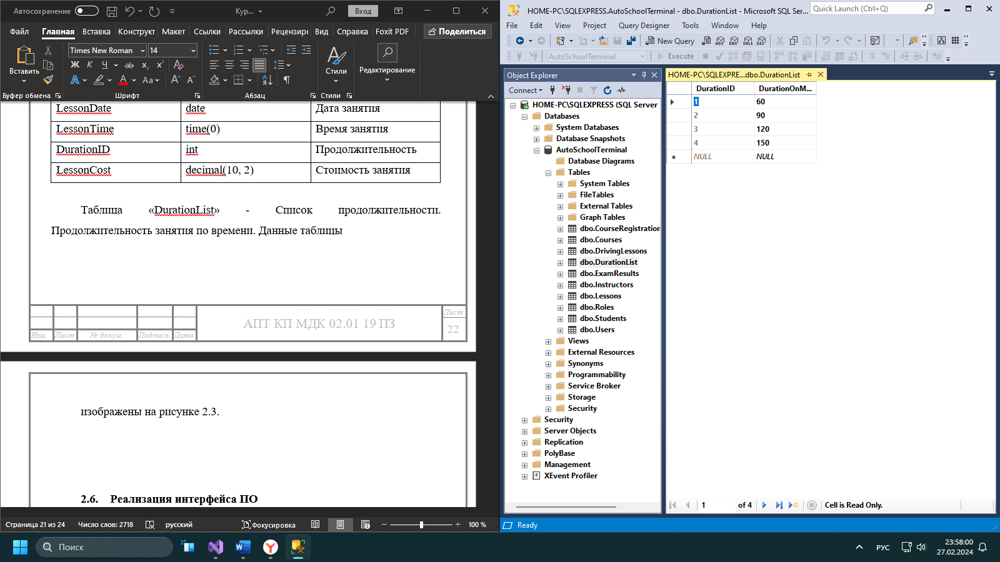 Автосохранение
Кур...
Вход
Файл
Главная
Вставка
Конструкт
Макет
Ссылки
Рассылки
Рецензирс
Вид
Справка
Foxit PDF
Поделиться
Times New Roman
14
Вставить
Ж К Ч ab x₂ x²
Aa
Стили
Редактирование
Буфер обмена
Шрифт
Абзац
Стили
LessonDate date Дата занятия
LessonTime time(0) Время занятия
DurationID int Продолжительность
LessonCost decimal(10, 2) Стоимость занятия
Таблица «DurationList» - Список продолжительности.
Продолжительность занятия по времени. Данные таблицы
АПТ КП МДК 02.01 19 ПЗ
Лист
22
Изм. Лист № докум. Подпись Дата
изображены на рисунке 2.3.
2.6. Реализация интерфейса ПО
Страница 21 из 24
Число слов: 2718
русский
Фокусировка
100 %
HOME-PC\SQLEXPRESS.AutoSchoolTerminal - dbo.DurationList - Microsoft SQL Ser...
Quick Launch (Ctrl+Q)
File Edit View Project Query Designer Tools Window Help
New Query
MDX DMX XMLA DAX
AutoSchoolTerminal
Execute
Object Explorer
Connect
HOME-PC\SQLEXPRESS (SQL Server
Databases
System Databases
Database Snapshots
AutoSchoolTerminal
Database Diagrams
Tables
System Tables
FileTables
External Tables
Graph Tables
dbo.CourseRegistration
dbo.Courses
dbo.DrivingLessons
dbo.DurationList
dbo.ExamResults
dbo.Instructors
dbo.Lessons
dbo.Roles
dbo.Students
dbo.Users
Views
External Resources
Synonyms
Programmability
Service Broker
Storage
Security
Security
Server Objects
Replication
PolyBase
Management
XEvent Profiler
HOME-PC\SQLEXPRE...dbo.DurationList
DurationID DurationOnM...
1 60
2 90
3 120
4 150
NULL NULL
1 of 4
Cell is Read Only.
Ready
Поиск
РУС
23:58:00
27.02.2024